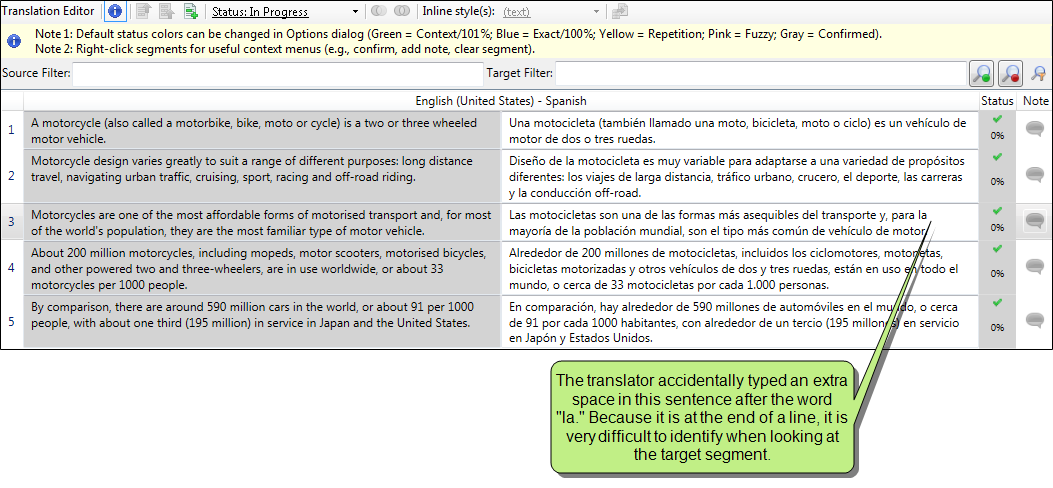 Translation Editor Status: In Progress Inline style(s): (text)
Note 1: Default status colors can be changed in Options dialog (Green = Context/101%; Blue = Exact/100%; Yellow = Repetition; Pink = Fuzzy; Gray = Confirmed).
Note 2: Right-click segments for useful context menus (e.g., confirm, add note, clear segment).
Source Filter: Target Filter:
English (United States) - Spanish Status Note
1
A motorcycle (also called a motorbike, bike, moto or cycle) is a two or three wheeled
motor vehicle.
Una motocicleta (también llamado una moto, bicicleta, moto o ciclo) es un vehículo de
motor de dos o tres ruedas.
0%
2
Motorcycle design varies greatly to suit a range of different purposes: long distance
travel, navigating urban traffic, cruising, sport, racing and off-road riding.
Diseño de la motocicleta es muy variable para adaptarse a una variedad de propósitos
diferentes: los viajes de larga distancia, tráfico urbano, crucero, el deporte, las carreras
y la conducción off-road.
0%
3
Motorcycles are one of the most affordable forms of motorised transport and, for most
of the world's population, they are the most familiar type of motor vehicle.
Las motocicletas son una de las formas más asequibles del transporte y, para la
mayoría de la población mundial, son el tipo más común de vehículo de motor.
0%
4
About 200 million motorcycles, including mopeds, motor scooters, motorised bicycles,
and other powered two and three-wheelers, are in use worldwide, or about 33
motorcycles per 1000 people.
Alrededor de 200 millones de motocicletas, incluidos los ciclomotores, motonetas,
bicicletas motorizadas y otros vehículos de dos y tres ruedas, están en uso en todo el
mundo, o cerca de 33 motocicletas por cada 1.000 personas.
0%
5
By comparison, there are around 590 million cars in the world, or about 91 per 1000
people, with about one third (195 million) in service in Japan and the United States.
En comparación, hay alrededor de 590 millones de automóviles en el mundo, o cerca
de 91 por cada 1000 habitantes, con alrededor de un tercio (195 millones) en servicio
en Japón y Estados Unidos.
0%
The translator accidentally typed an extra
space in this sentence after the word
"la." Because it is at the end of a line, it is
very difficult to identify when looking at
the target segment.